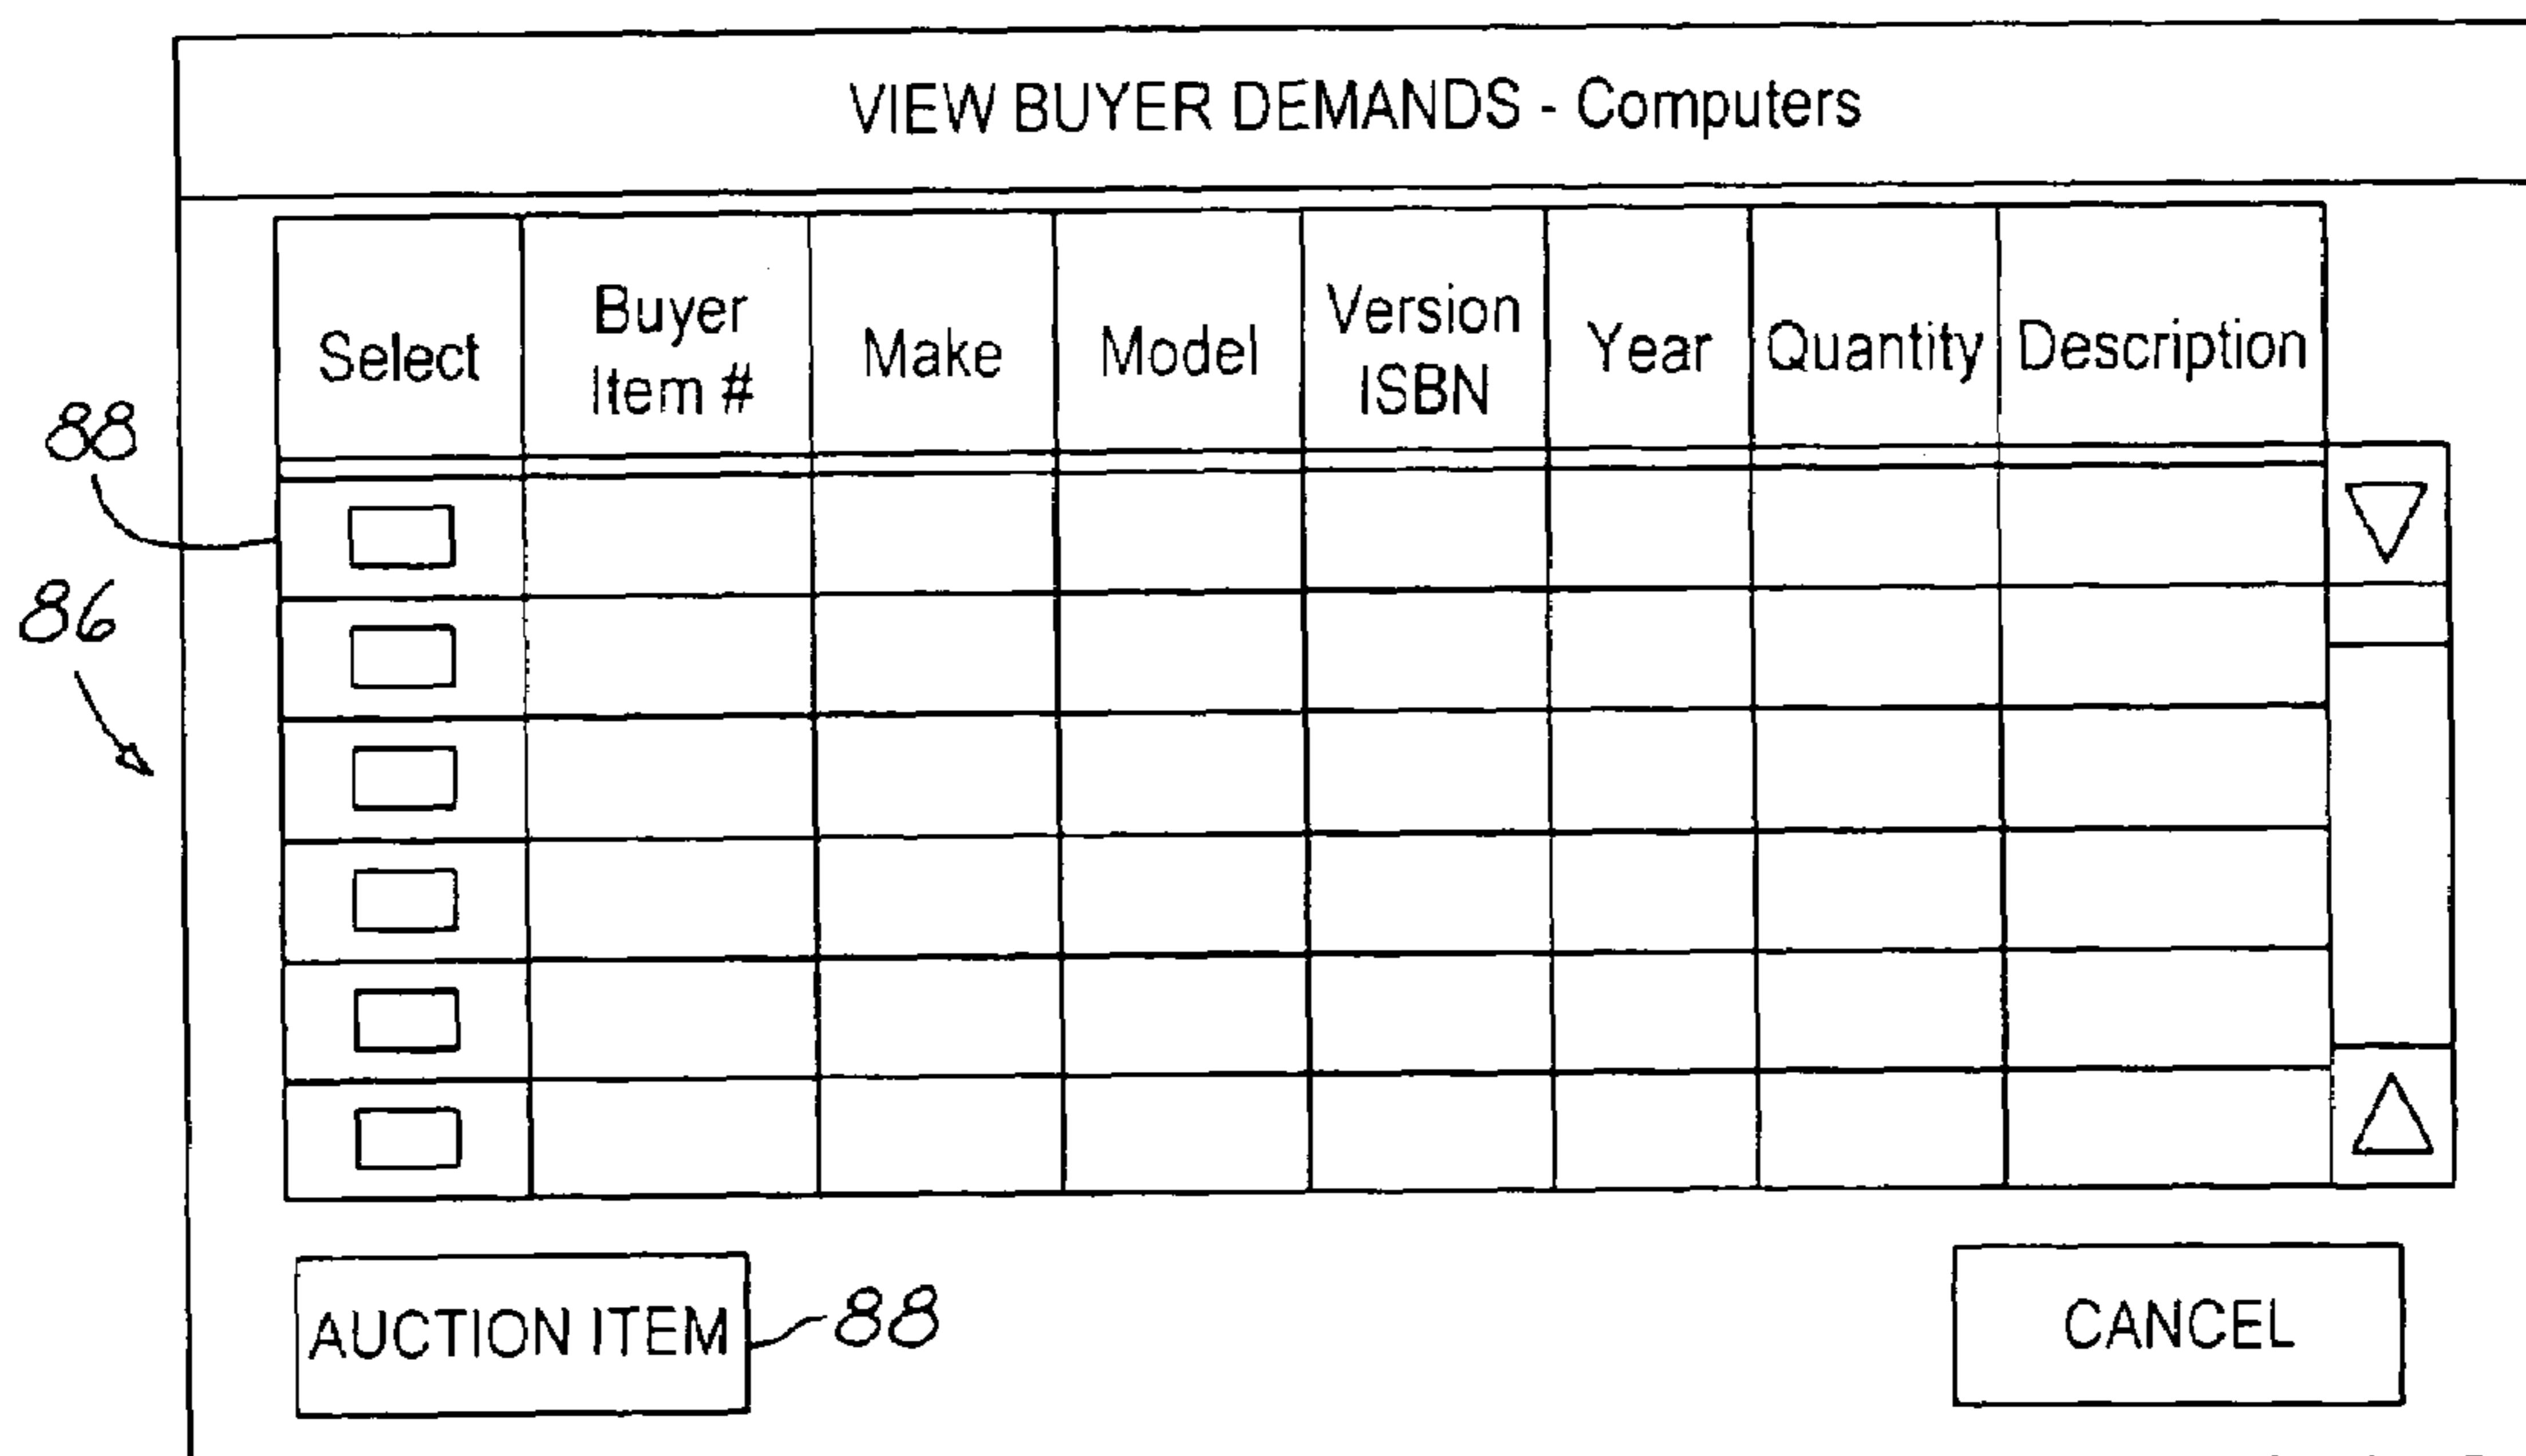 VIEW BUYER DEMANDS - Computers
Select
Buyer
Item #
Make
Model
Version
ISBN
Year
Quantity
Description
88
86
AUCTION ITEM
88
CANCEL